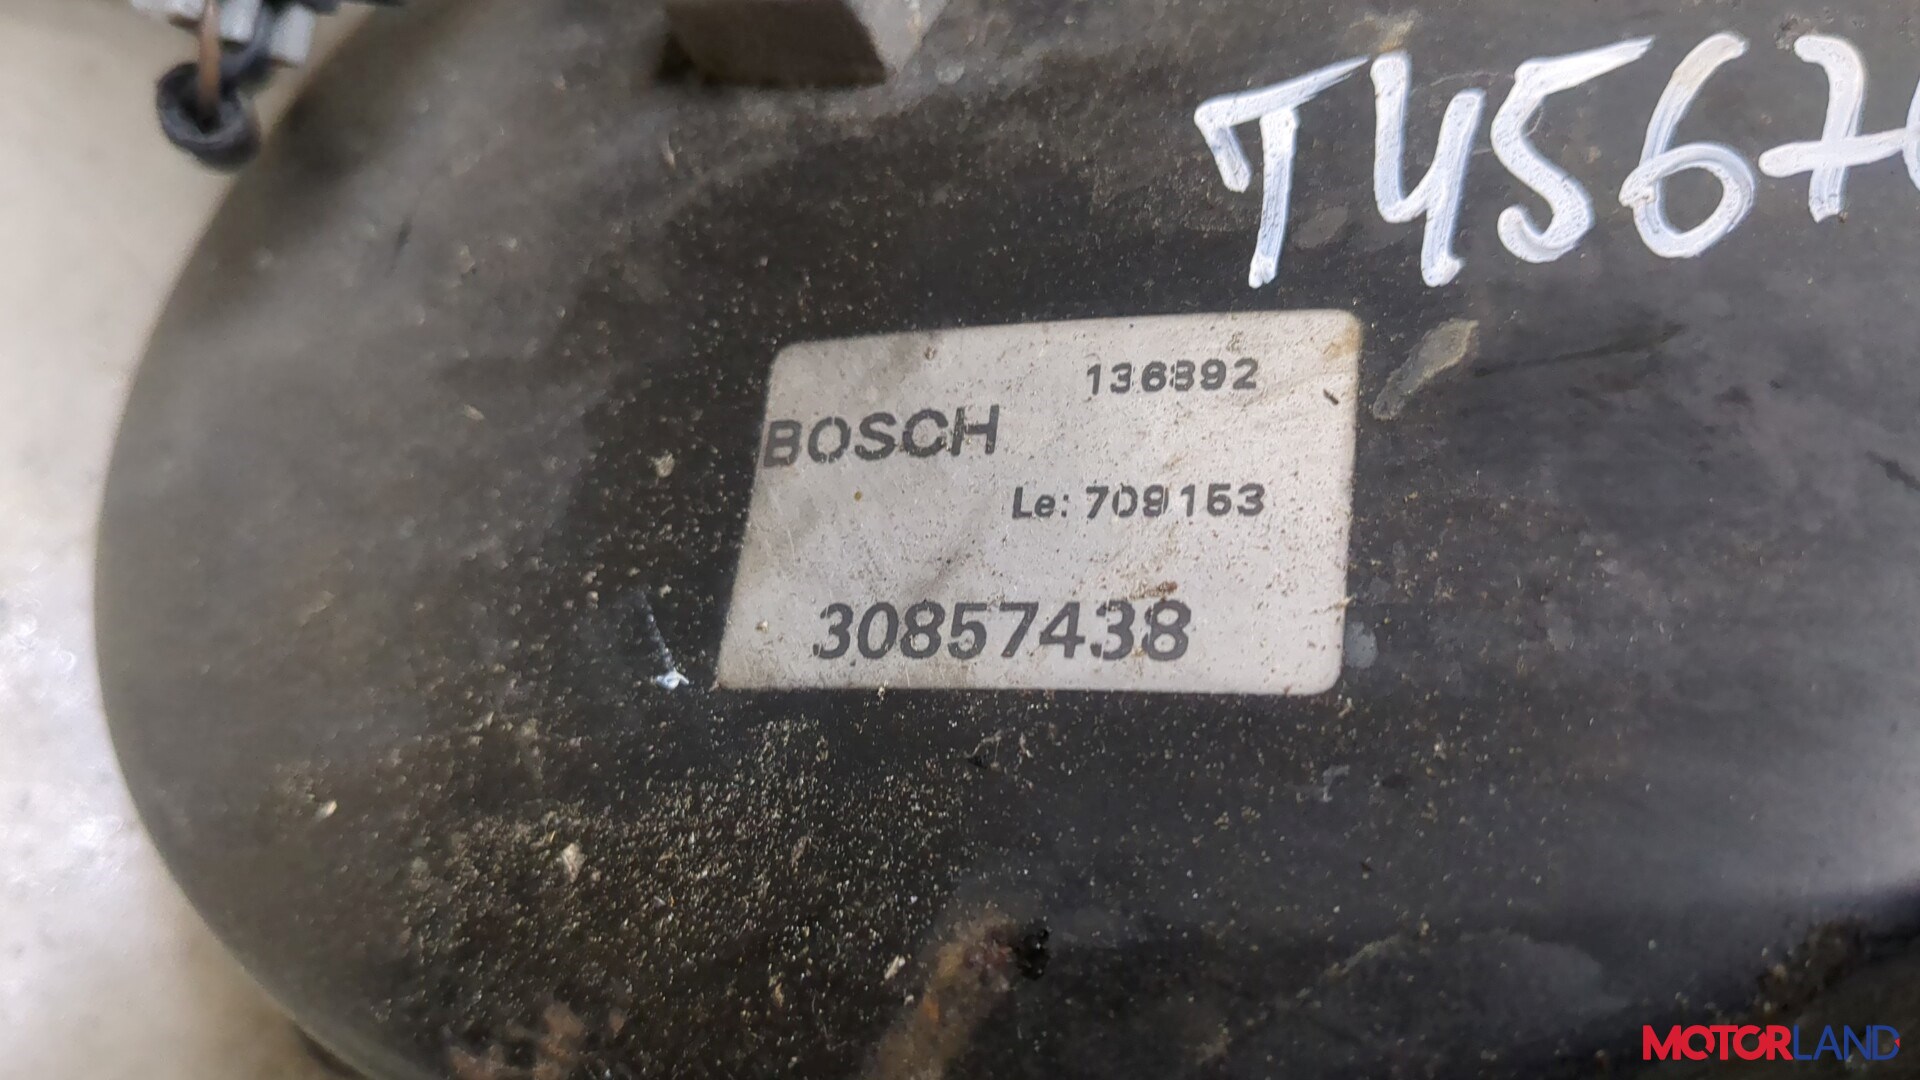 T4567
136892
BOSCH
Le: 709153
30857438
MOTORLAND